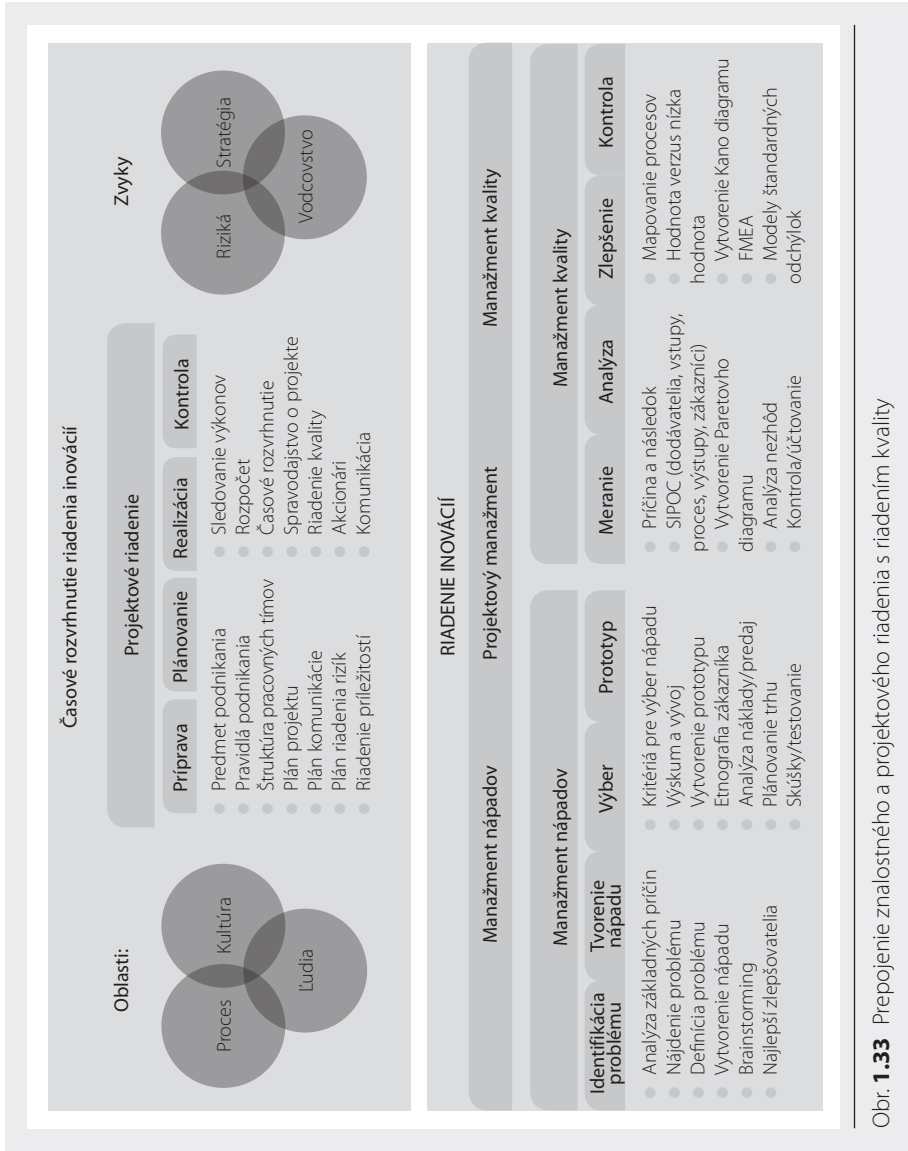 Časové rozvrhnutie riadenia inovácií
Oblasti:
Proces
Kultúra
Ľudia
Projektové riadenie
Príprava
Plánovanie
Realizácia
Kontrola
Predmet podnikania
Pravidlá podnikania
Štruktúra pracovných tímov
Plán projektu
Plán komunikácie
Plán riadenia rizík
Riadenie príležitostí
Sledovanie výkonov
Rozpočet
Časové rozvrhnutie
Spravodajstvo o projekte
Riadenie kvality
Akcionári
Komunikácia
Zvyky
Riziká
Stratégia
Vodcovstvo
RIADENIE INOVÁCIÍ
Manažment nápadov
Projektový manažment
Manažment kvality
Manažment nápadov
Identifikácia
problému
Tvorenie
nápadu
Výber
Prototyp
Analýza základných príčin
Nájdenie problému
Definícia problému
Vytvorenie nápadu
Brainstorming
Najlepší zlepšovatelia
Kritériá pre výber nápadu
Výskum a vývoj
Vytvorenie prototypu
Etnografia zákazníka
Analýza náklady/predaj
Plánovanie trhu
Skúšky/testovanie
Manažment kvality
Meranie
Analýza
Zlepšenie
Kontrola
Príčina a následok
SIPOC (dodávatelia, vstupy,
proces, výstupy, zákazníci)
Vytvorenie Paretovho
diagramu
Analýza nezhôd
Kontrola/účtovanie
Mapovanie procesov
Hodnota verzus nízka
hodnota
Vytvorenie Kano diagramu
FMEA
Modely štandardných
odchýlok
Obr. 1.33 Prepojenie znalostného a projektového riadenia s riadením kvality